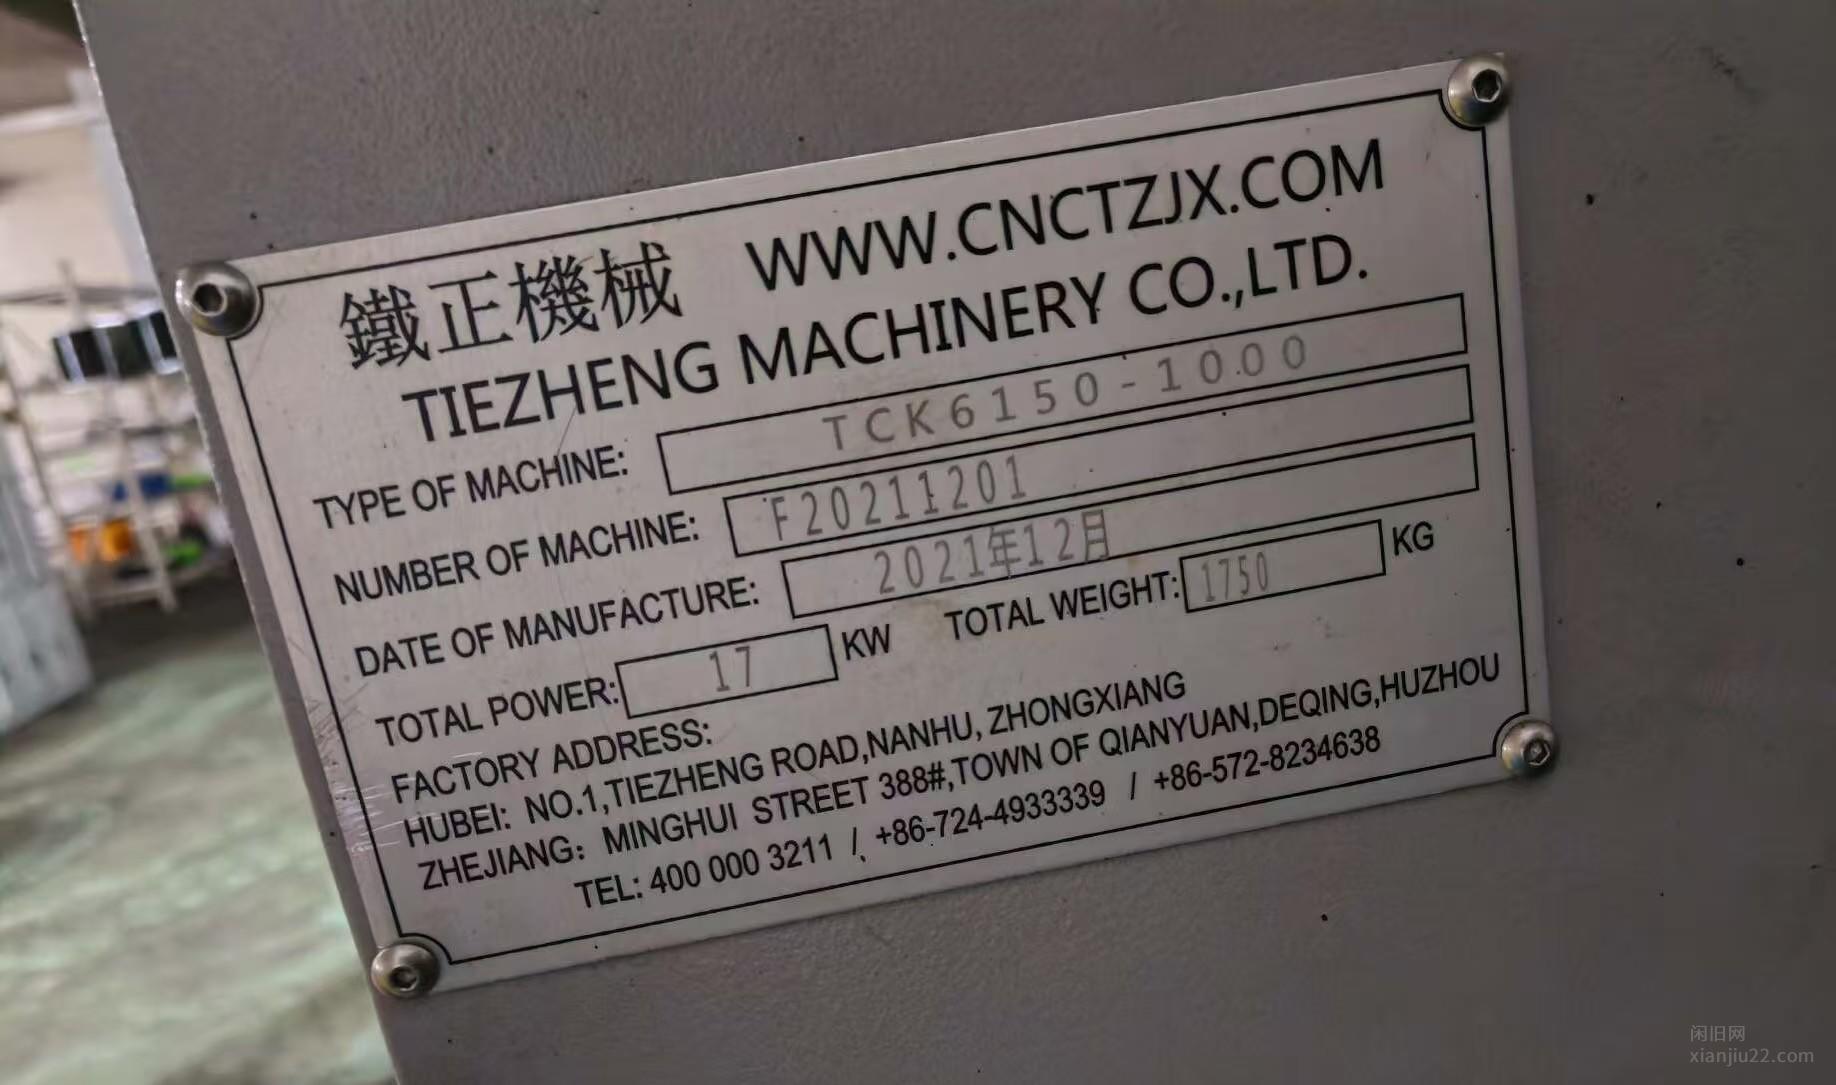 鐵正機械 WWW.CNCTZJX.COM
TIEZHENG MACHINERY CO.,LTD.
TYPE OF MACHINE: TCK6150-1000
NUMBER OF MACHINE: F20211201
DATE OF MANUFACTURE: 2021年12月
TOTAL POWER: 17 KW TOTAL WEIGHT: 1750 KG
FACTORY ADDRESS:
HUBEI: NO.1,TIEZHENG ROAD,NANHU, ZHONGXIANG
ZHEJIANG: MINGHUI STREET 388#,TOWN OF QIANYUAN,DEQING,HUZHOU
TEL: 400 000 3211 / +86-724-4933339 / +86-572-8234638
闲旧网
xianjiu22.com